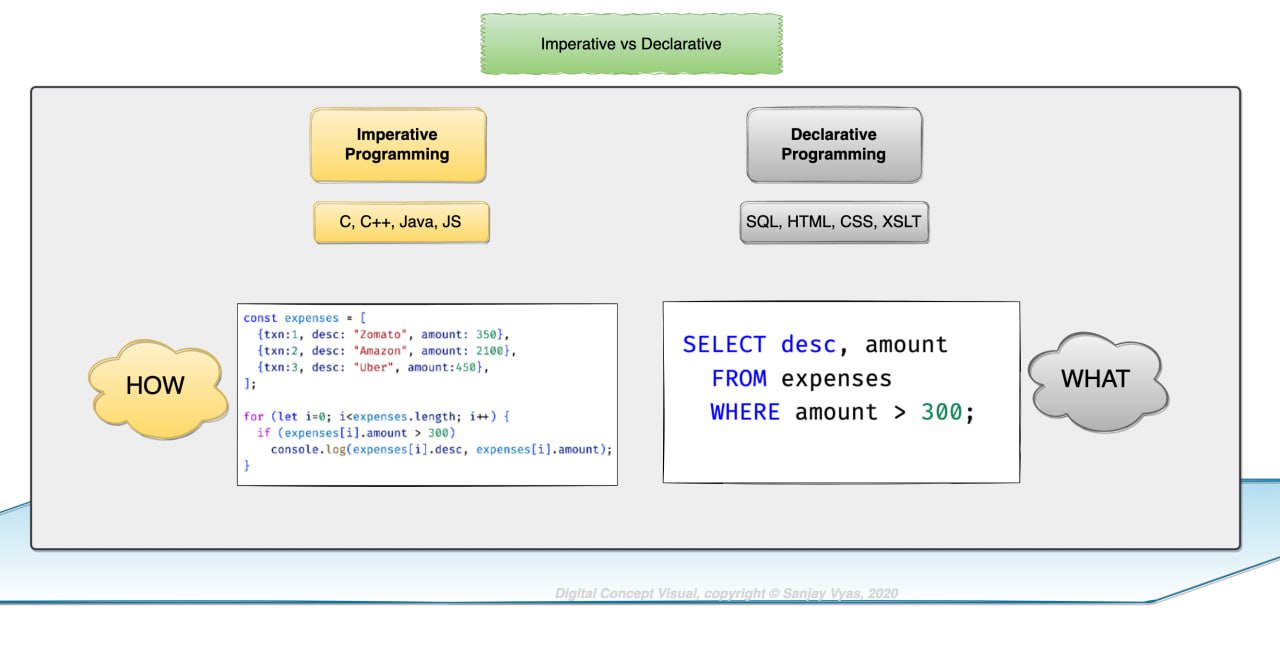 Imperative vs Declarative
Imperative
Programming
C, C++, Java, JS
HOW
const expenses = [
  {txn:1, desc: "Zomato", amount: 350},
  {txn:2, desc: "Amazon", amount: 2100},
  {txn:3, desc: "Uber", amount:450},
];

for (let i=0; i<expenses.length; i++) {
  if (expenses[i].amount > 300)
    console.log(expenses[i].desc, expenses[i].amount);
}
Declarative
Programming
SQL, HTML, CSS, XSLT
SELECT desc, amount
  FROM expenses
  WHERE amount > 300;
WHAT
Digital Concept Visual, copyright © Sanjay Vyas, 2020